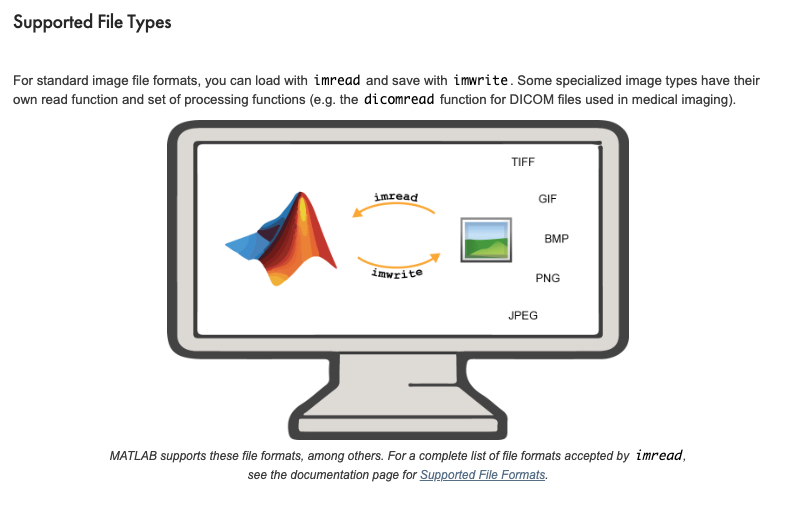 Supported File Types
For standard image file formats, you can load with imread and save with imwrite. Some specialized image types have their
own read function and set of processing functions (e.g. the dicomread function for DICOM files used in medical imaging).
TIFF
imread
GIF
BMP
imwrite
PNG
JPEG
MATLAB supports these file formats, among others. For a complete list of file formats accepted by imread,
see the documentation page for Supported File Formats.